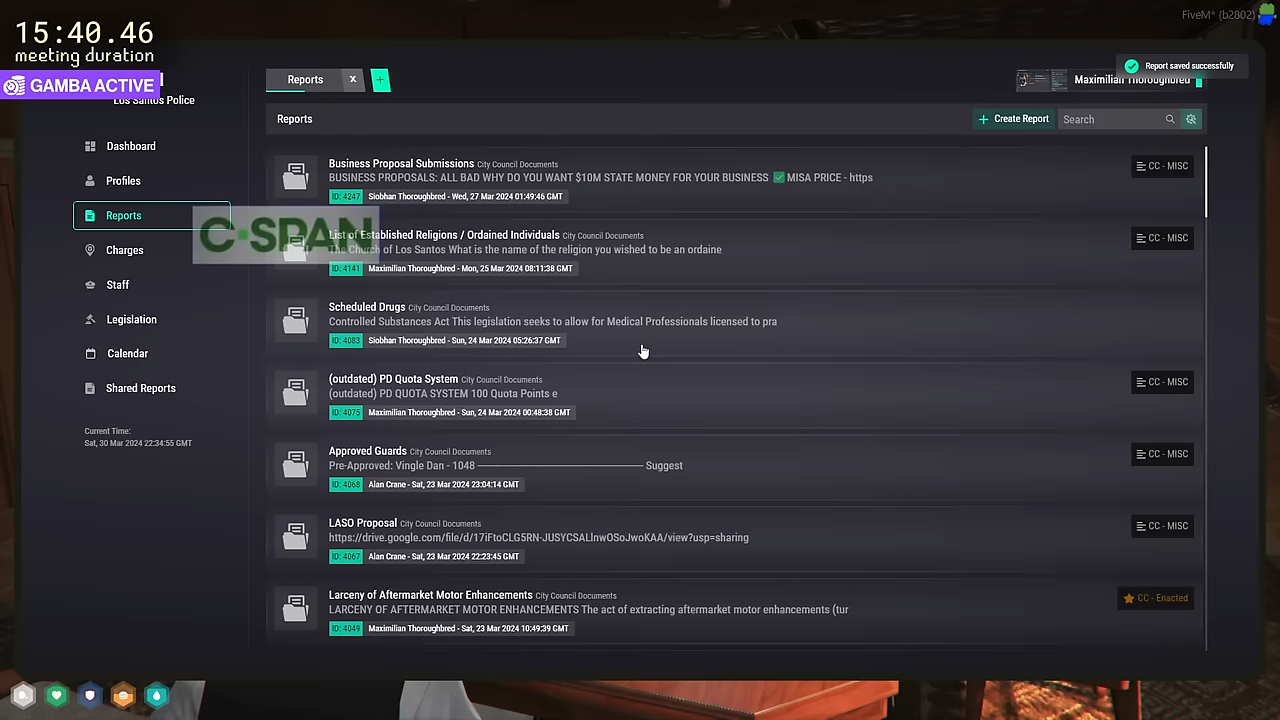 15:40.46
meeting duration
GAMBA ACTIVE
FiveM* (b2802)
Los Santos Police
Reports x +
Maximilian Thoroughbred
Report saved successfully
Dashboard
Profiles
Reports
Charges
Staff
Legislation
Calendar
Shared Reports
Current Time:
Sat, 30 Mar 2024 22:34:55 GMT
C·SPAN
Reports
+ Create Report
Search
Business Proposal Submissions City Council Documents
BUSINESS PROPOSALS: ALL BAD WHY DO YOU WANT $10M STATE MONEY FOR YOUR BUSINESS ✅ MISA PRICE - https
ID: 4247 Siobhan Thoroughbred - Wed, 27 Mar 2024 01:49:46 GMT
CC - MISC
List of Established Religions / Ordained Individuals City Council Documents
The Church of Los Santos What is the name of the religion you wished to be an ordaine
ID: 4141 Maximilian Thoroughbred - Mon, 25 Mar 2024 08:11:38 GMT
CC - MISC
Scheduled Drugs City Council Documents
Controlled Substances Act This legislation seeks to allow for Medical Professionals licensed to pra
ID: 4083 Siobhan Thoroughbred - Sun, 24 Mar 2024 05:26:37 GMT
(outdated) PD Quota System City Council Documents
(outdated) PD QUOTA SYSTEM 100 Quota Points e
ID: 4075 Maximilian Thoroughbred - Sun, 24 Mar 2024 00:48:38 GMT
CC - MISC
Approved Guards City Council Documents
Pre-Approved: Vingle Dan - 1048 —————————————— Suggest
ID: 4068 Alan Crane - Sat, 23 Mar 2024 23:04:14 GMT
CC - MISC
LASO Proposal City Council Documents
https://drive.google.com/file/d/17iFtoCLG5RN-JUSYCSALlnwOSoJwoKAA/view?usp=sharing
ID: 4067 Alan Crane - Sat, 23 Mar 2024 22:23:45 GMT
CC - MISC
Larceny of Aftermarket Motor Enhancements City Council Documents
LARCENY OF AFTERMARKET MOTOR ENHANCEMENTS The act of extracting aftermarket motor enhancements (tur
ID: 4049 Maximilian Thoroughbred - Sat, 23 Mar 2024 10:49:39 GMT
CC - Enacted